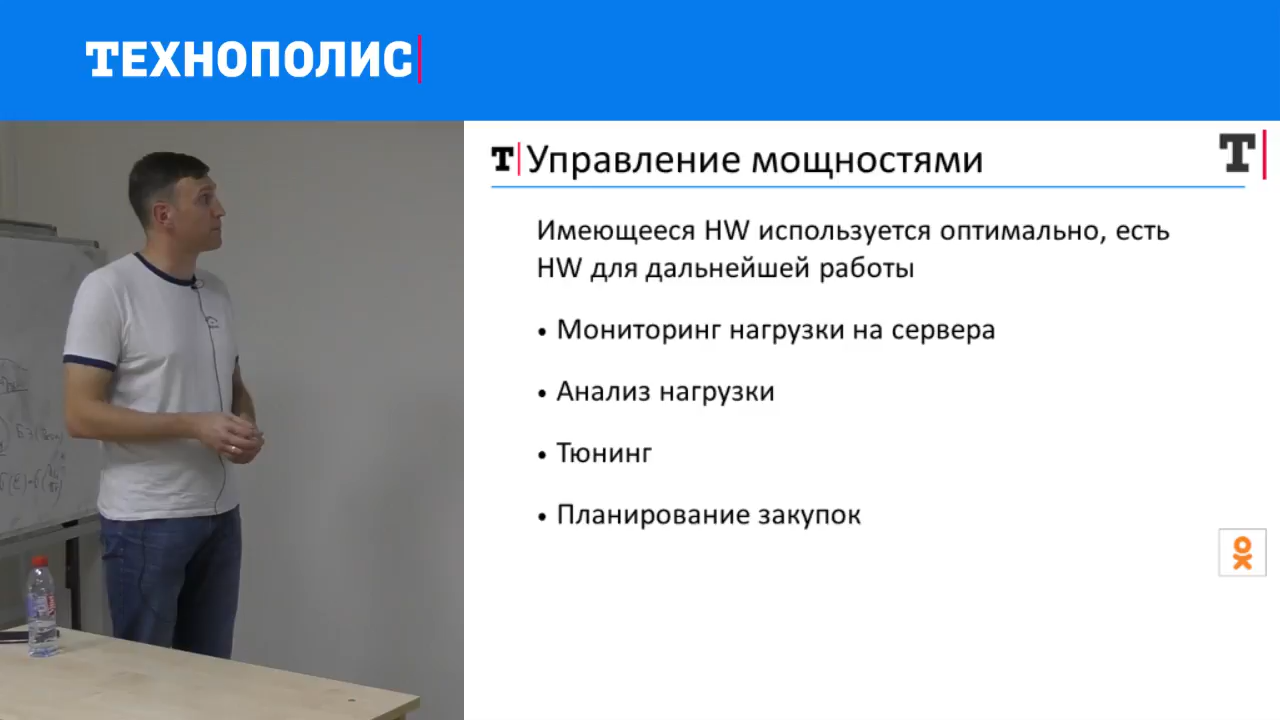 ТЕХНОПОЛИС
Т Управление мощностями
Т
Имеющееся HW используется оптимально, есть
HW для дальнейшей работы
• Мониторинг нагрузки на сервера
• Анализ нагрузки
• Тюнинг
• Планирование закупок